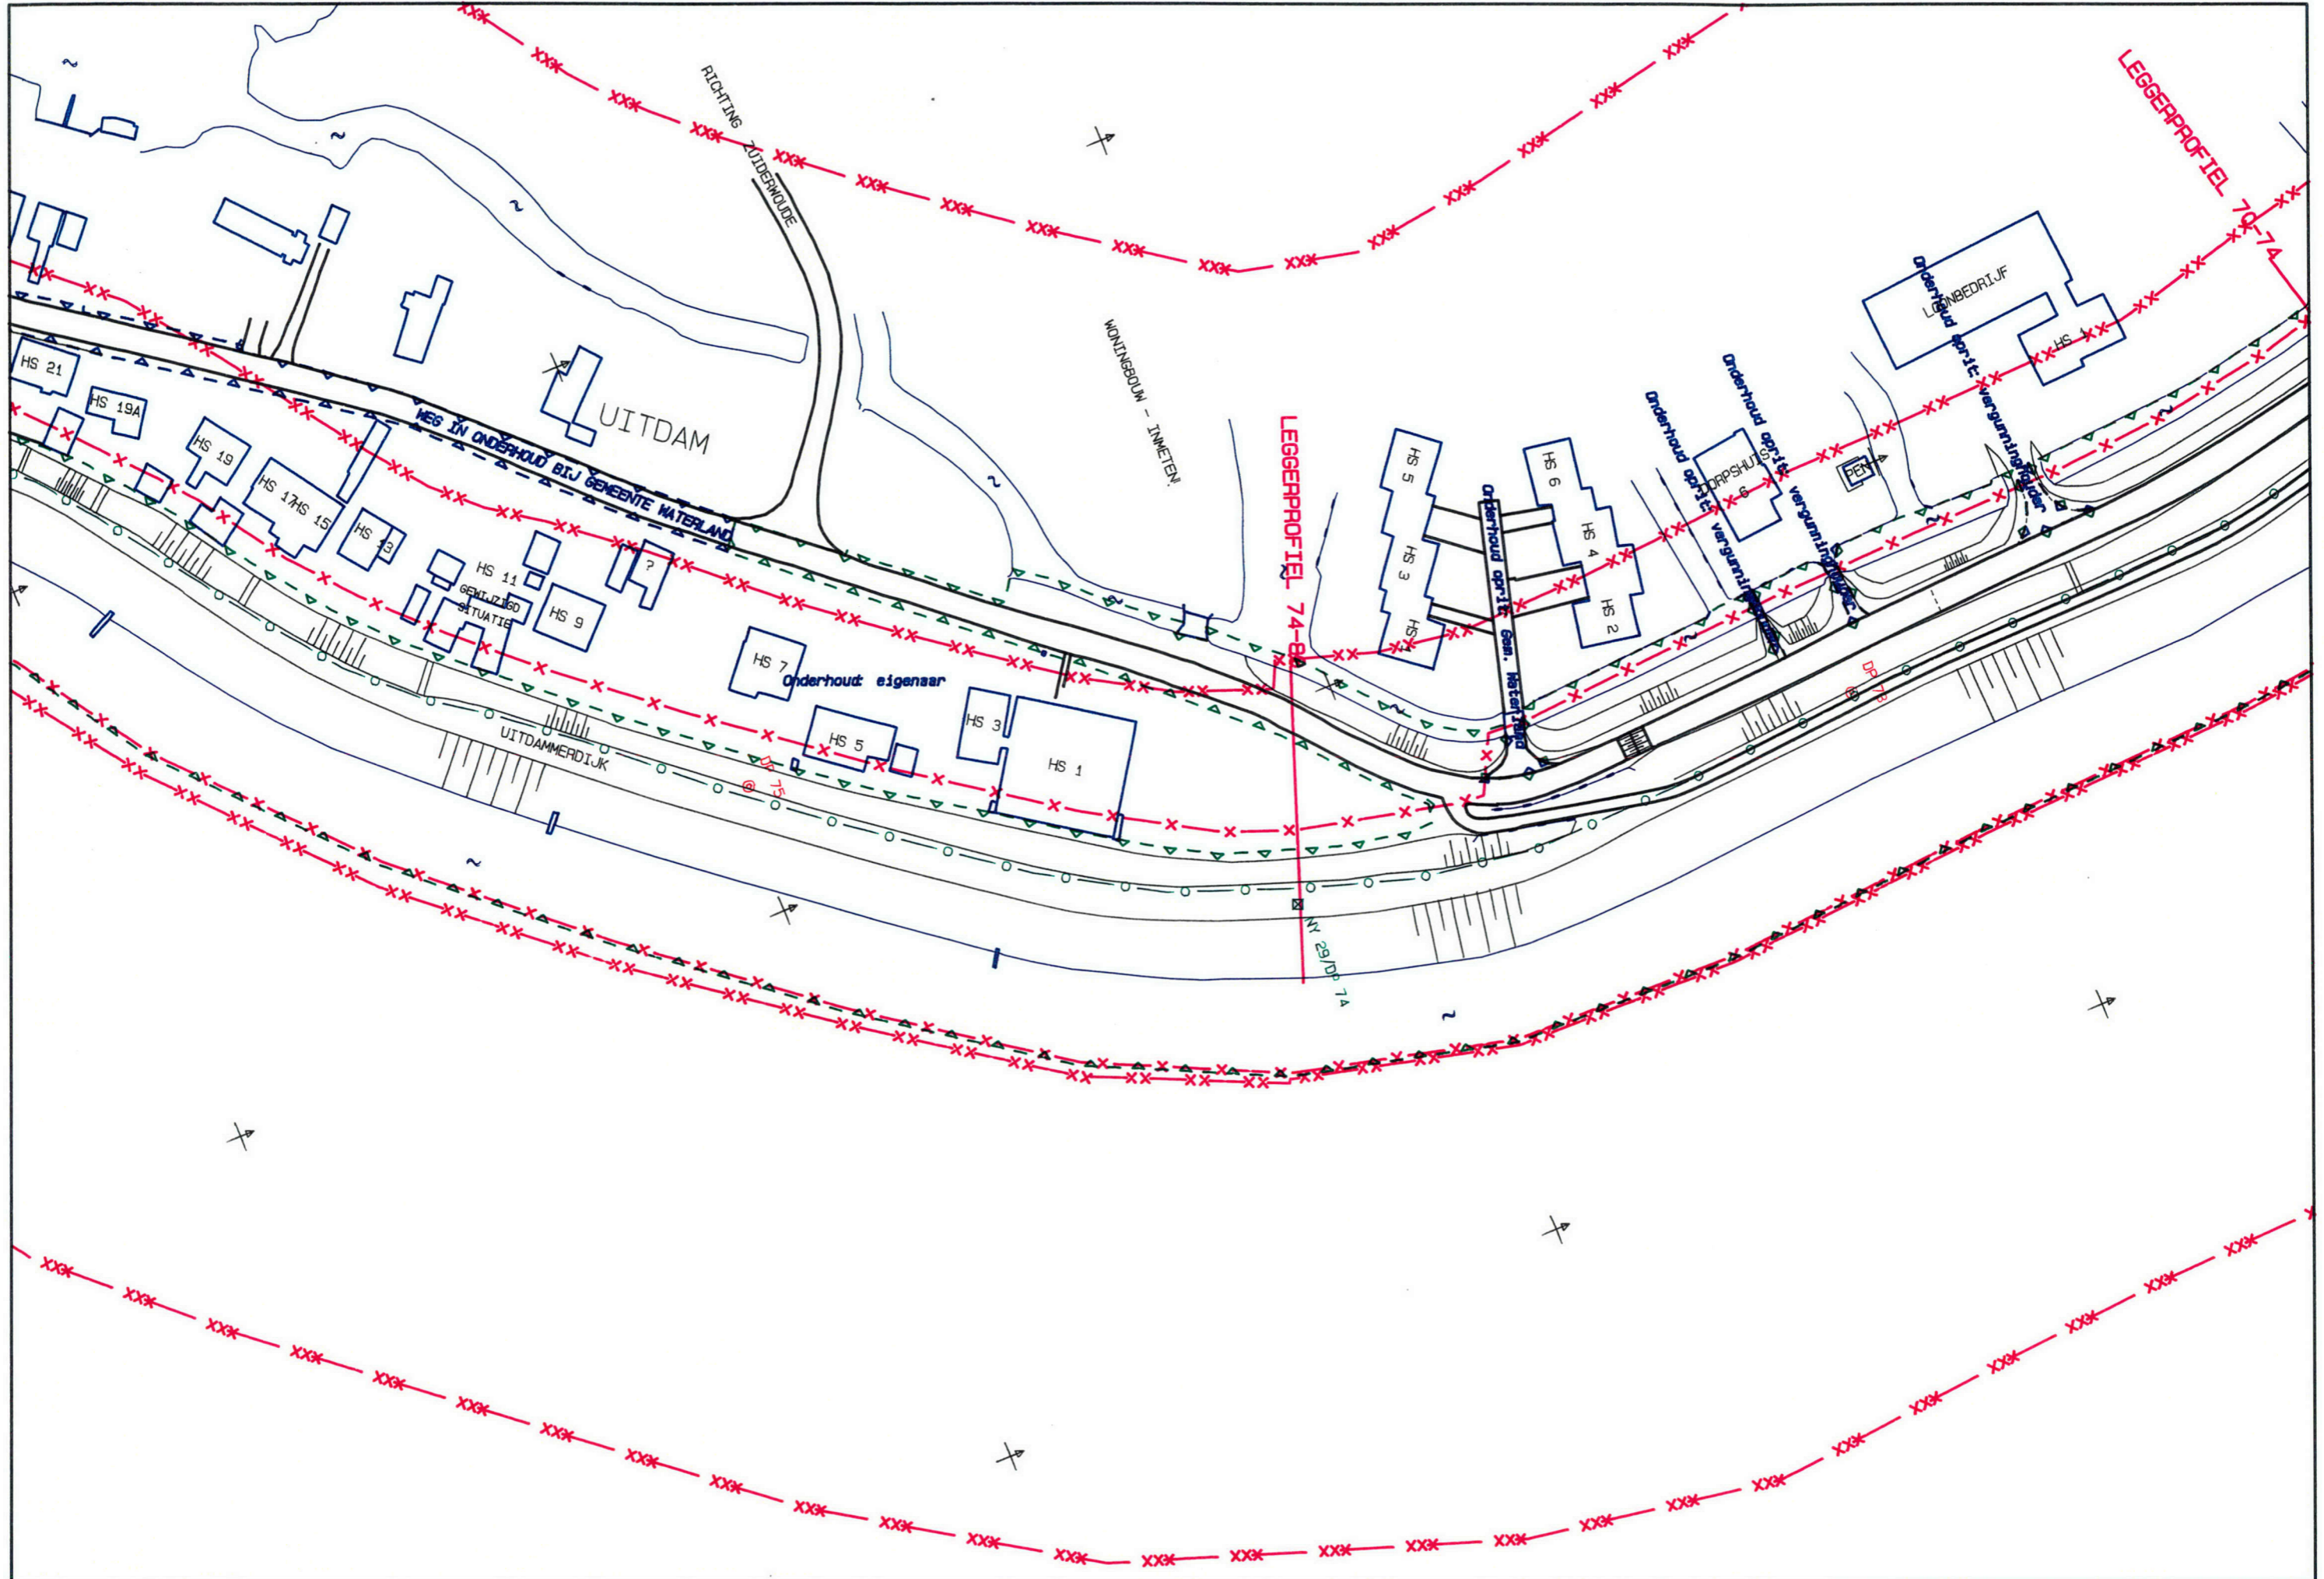 RICHTING ZUIDERWOUDE
LEGGERPROFIEL 70-74
WONINGBOUW - INMETEN!
LOONBEDRIJF
HS 1
Onderhoud oprit: vergunninghouder
Onderhoud oprit: vergunninghouder
Onderhoud oprit: vergunninghouder
DORPSHUIS
6
PEN
HS 21
HS 19A
HS 19
HS 17
HS 15
HS 13
HS 11
GEWIJZIGD
SITUATIE
HS 9
?
UITDAM
WEG IN ONDERHOUD BIJ GEMEENTE WATERLAND
LEGGERPROFIEL
HS 5
HS 3
HS 6
HS 4
HS 2
Onderhoud oprit: Gem. Waterland
HS 7
Onderhoud: eigenaar
HS 5
HS 3
HS 1
UITDAMMERDIJK
DP 75
DP 73
NY 29/DP 74